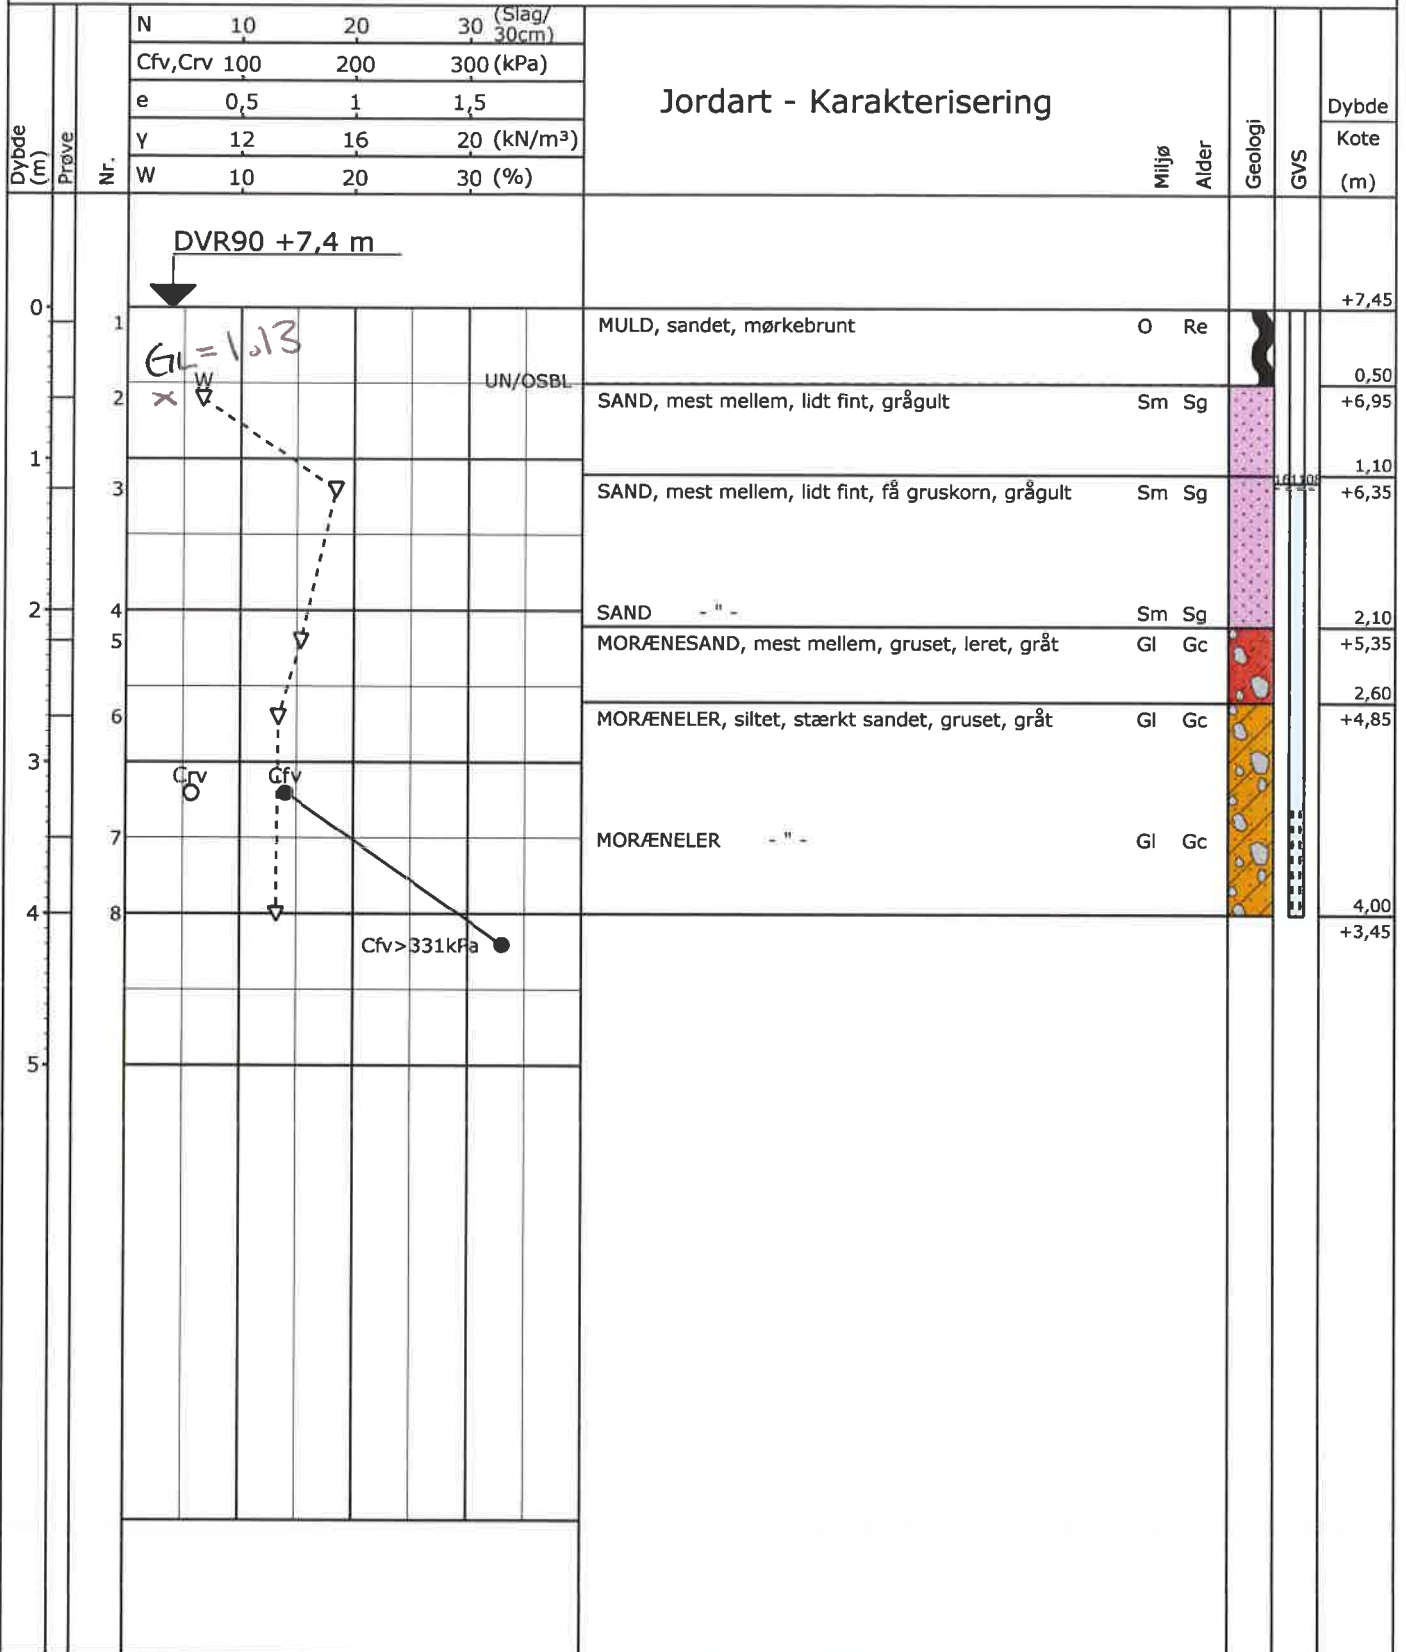 N 10 20 30 (Slag/30cm)
Cfv,Crv 100 200 300 (kPa)
e 0,5 1 1,5
γ 12 16 20 (kN/m³)
W 10 20 30 (%)
Dybde (m)
Prøve
Nr.
Jordart - Karakterisering
Miljø
Alder
Geologi
GVS
Dybde
Kote
(m)
DVR90 +7,4 m
0 +7,45
1 MULD, sandet, mørkebrunt O Re
GL = 1,13
W UN/OSBL 0,50
2 × SAND, mest mellem, lidt fint, grågult Sm Sg +6,95
1 1,10
3 SAND, mest mellem, lidt fint, få gruskorn, grågult Sm Sg +6,35
2 4 SAND - " - Sm Sg 2,10
5 MORÆNESAND, mest mellem, gruset, leret, gråt Gl Gc +5,35
2,60
6 MORÆNELER, siltet, stærkt sandet, gruset, gråt Gl Gc +4,85
3
Crv Cfv
7 MORÆNELER - " - Gl Gc
4 8 4,00
+3,45
Cfv>331kPa
5